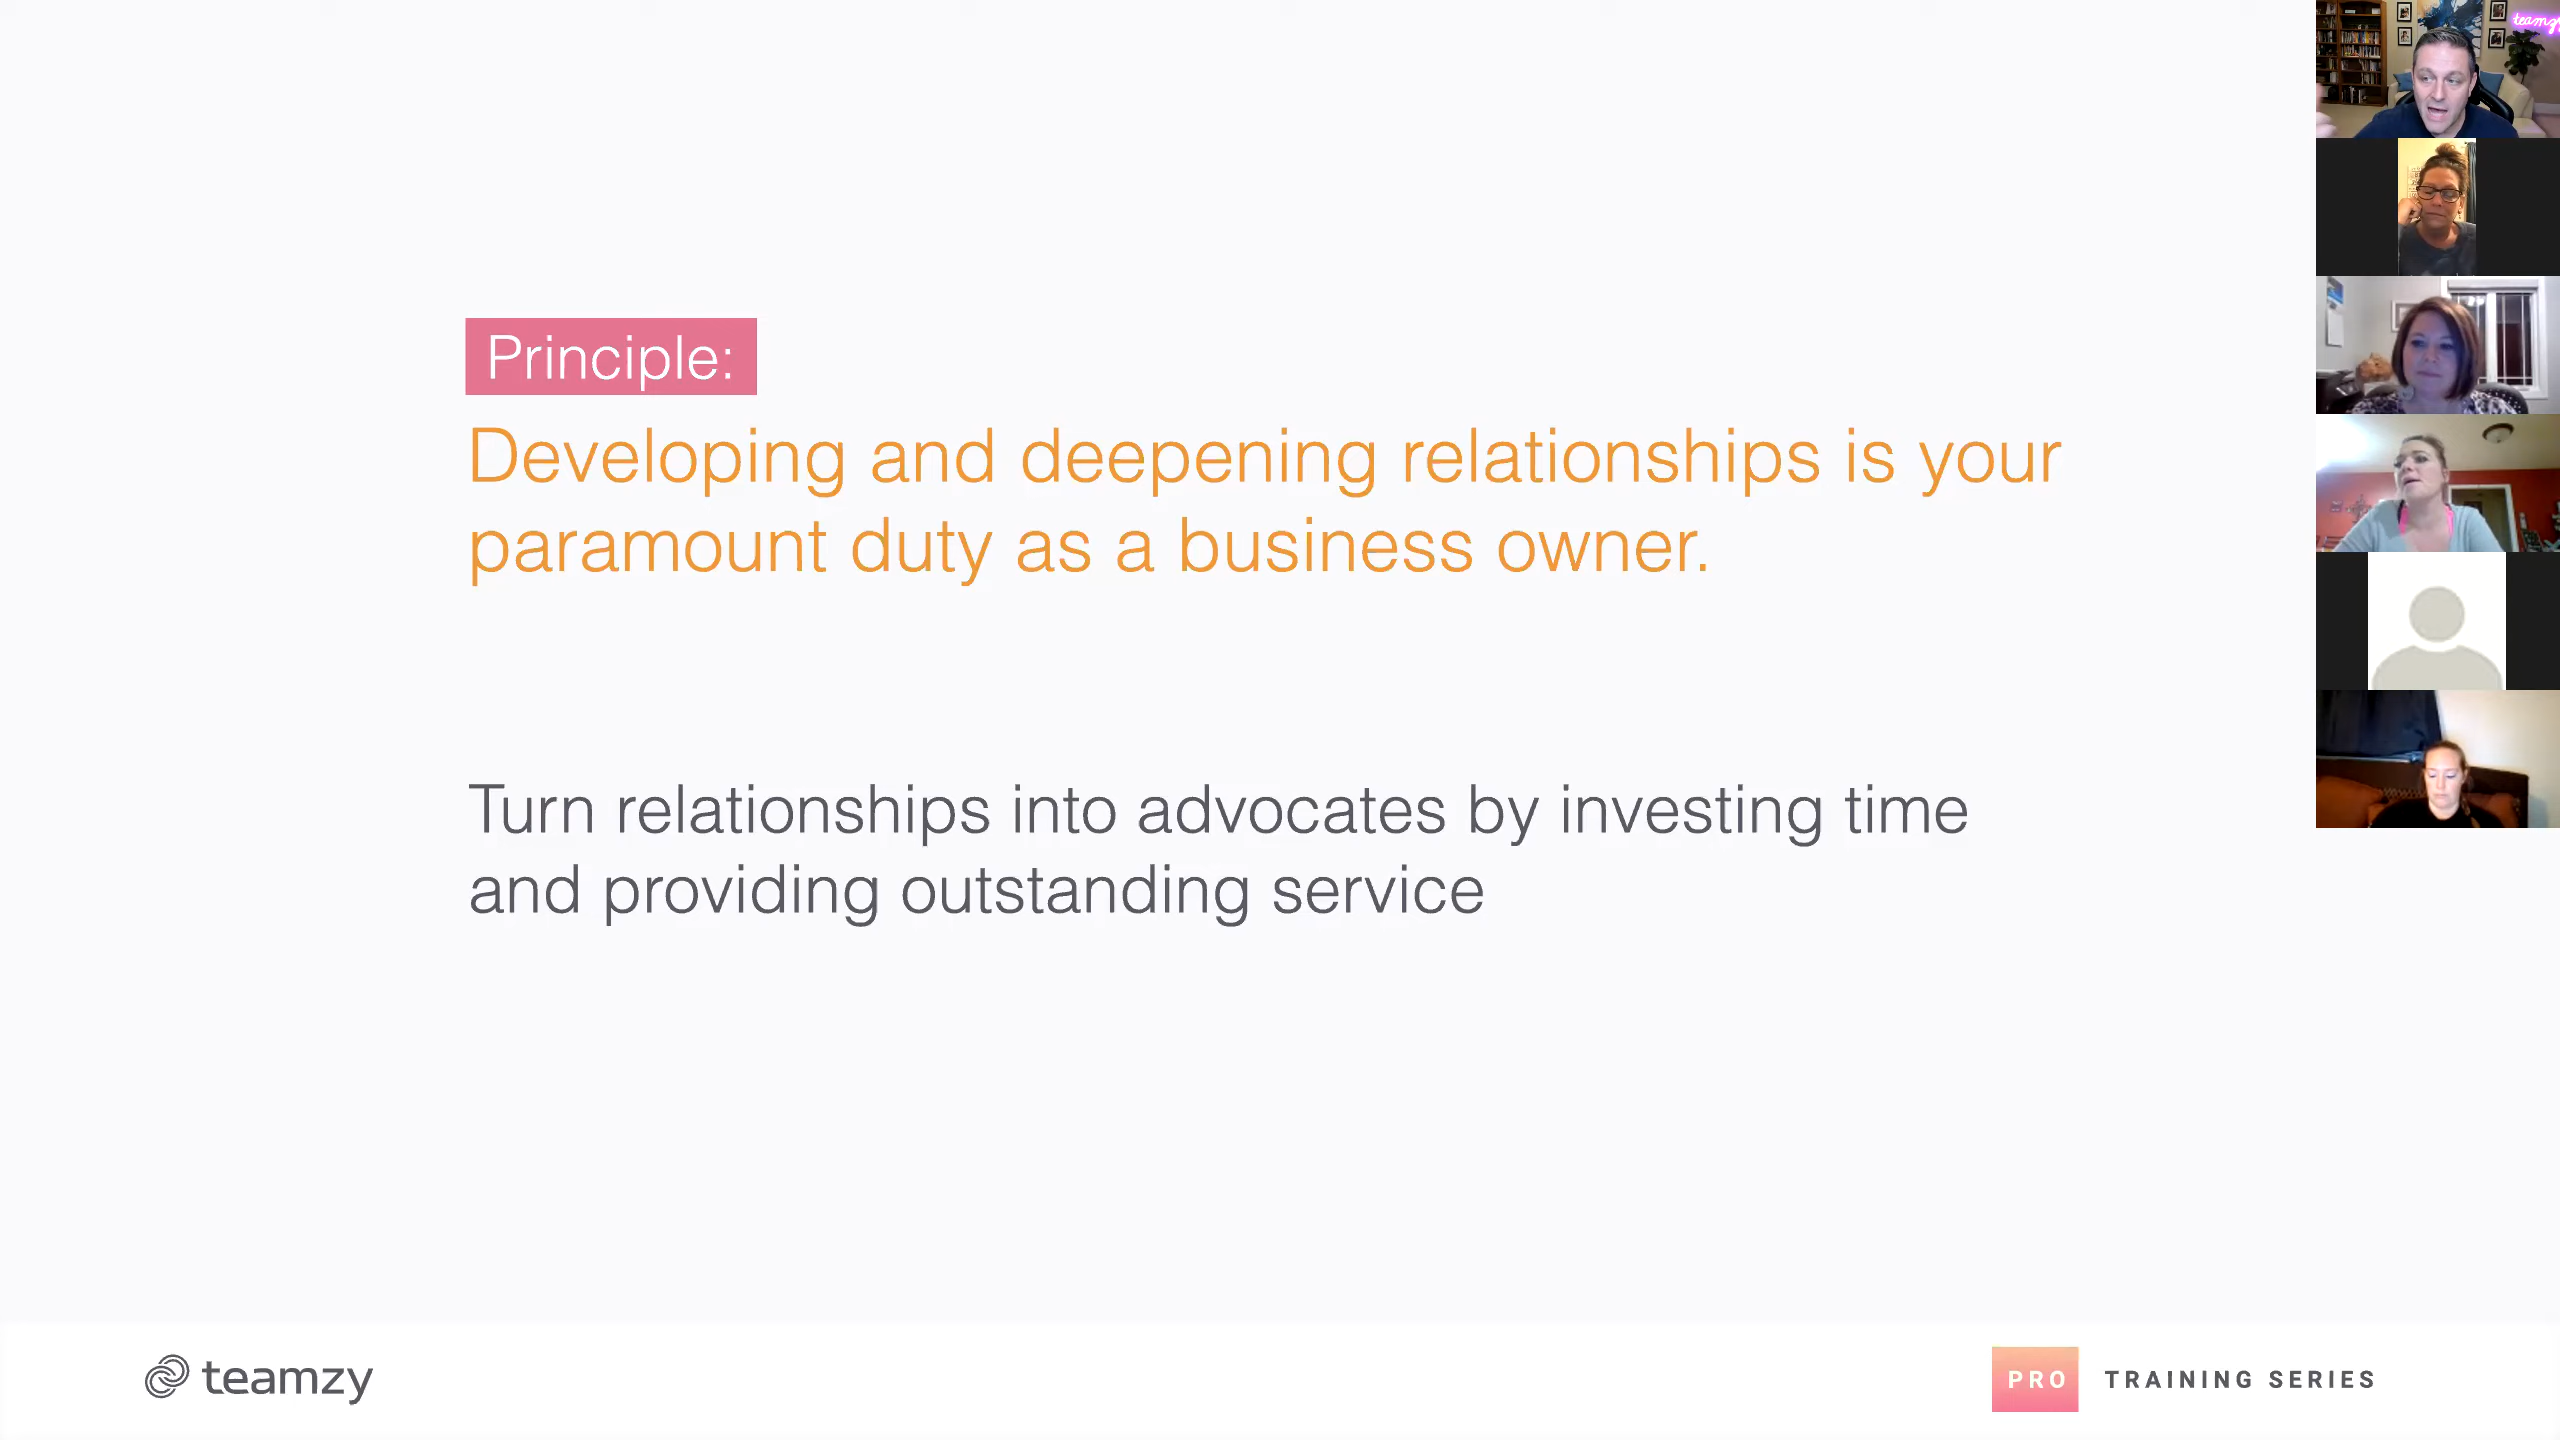 Principle:
Developing and deepening relationships is your
paramount duty as a business owner.
Turn relationships into advocates by investing time
and providing outstanding service
teamzy
PRO TRAINING SERIES